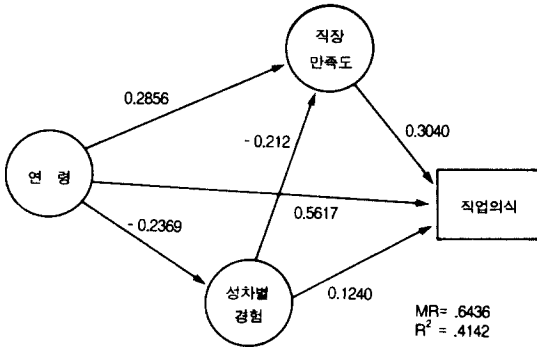 직장
만족도
0.2856
- 0.212
0.3040
연 령
0.5617
직업의식
- 0.2369
성차별
경험
0.1240
MR= .6436
R² = .4142